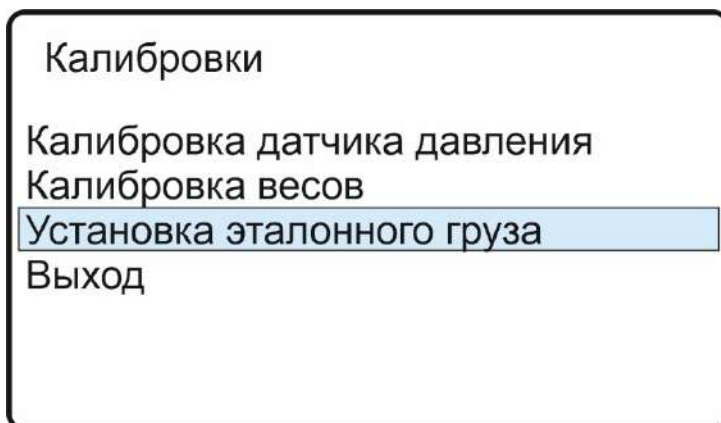 Калибровки
Калибровка датчика давления
Калибровка весов
Установка эталонного груза
Выход